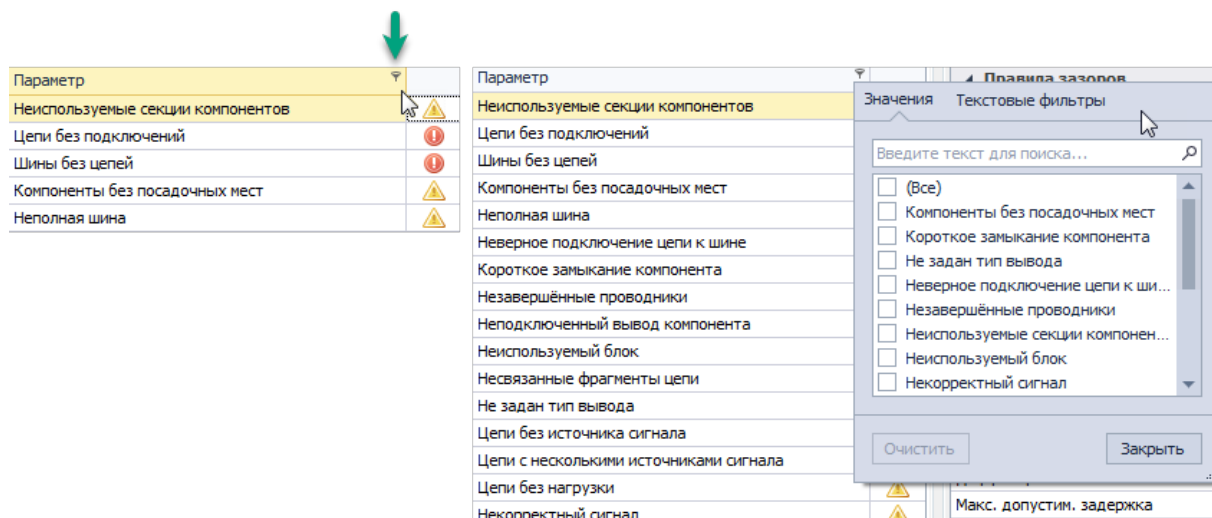 Параметр
Неиспользуемые секции компонентов
Цепи без подключений
Шины без цепей
Компоненты без посадочных мест
Неполная шина
Параметр
Неиспользуемые секции компонентов
Цепи без подключений
Шины без цепей
Компоненты без посадочных мест
Неполная шина
Неверное подключение цепи к шине
Короткое замыкание компонента
Незавершённые проводники
Неподключенный вывод компонента
Неиспользуемый блок
Несвязанные фрагменты цепи
Не задан тип вывода
Цепи без источника сигнала
Цепи с несколькими источниками сигнала
Цепи без нагрузки
Некорректный сигнал
Правила зазоров
Значения Текстовые фильтры
Введите текст для поиска...
(Все)
Компоненты без посадочных мест
Короткое замыкание компонента
Не задан тип вывода
Неверное подключение цепи к ши...
Незавершённые проводники
Неиспользуемые секции компонен...
Неиспользуемый блок
Некорректный сигнал
Очистить Закрыть
Макс. допустим. задержка